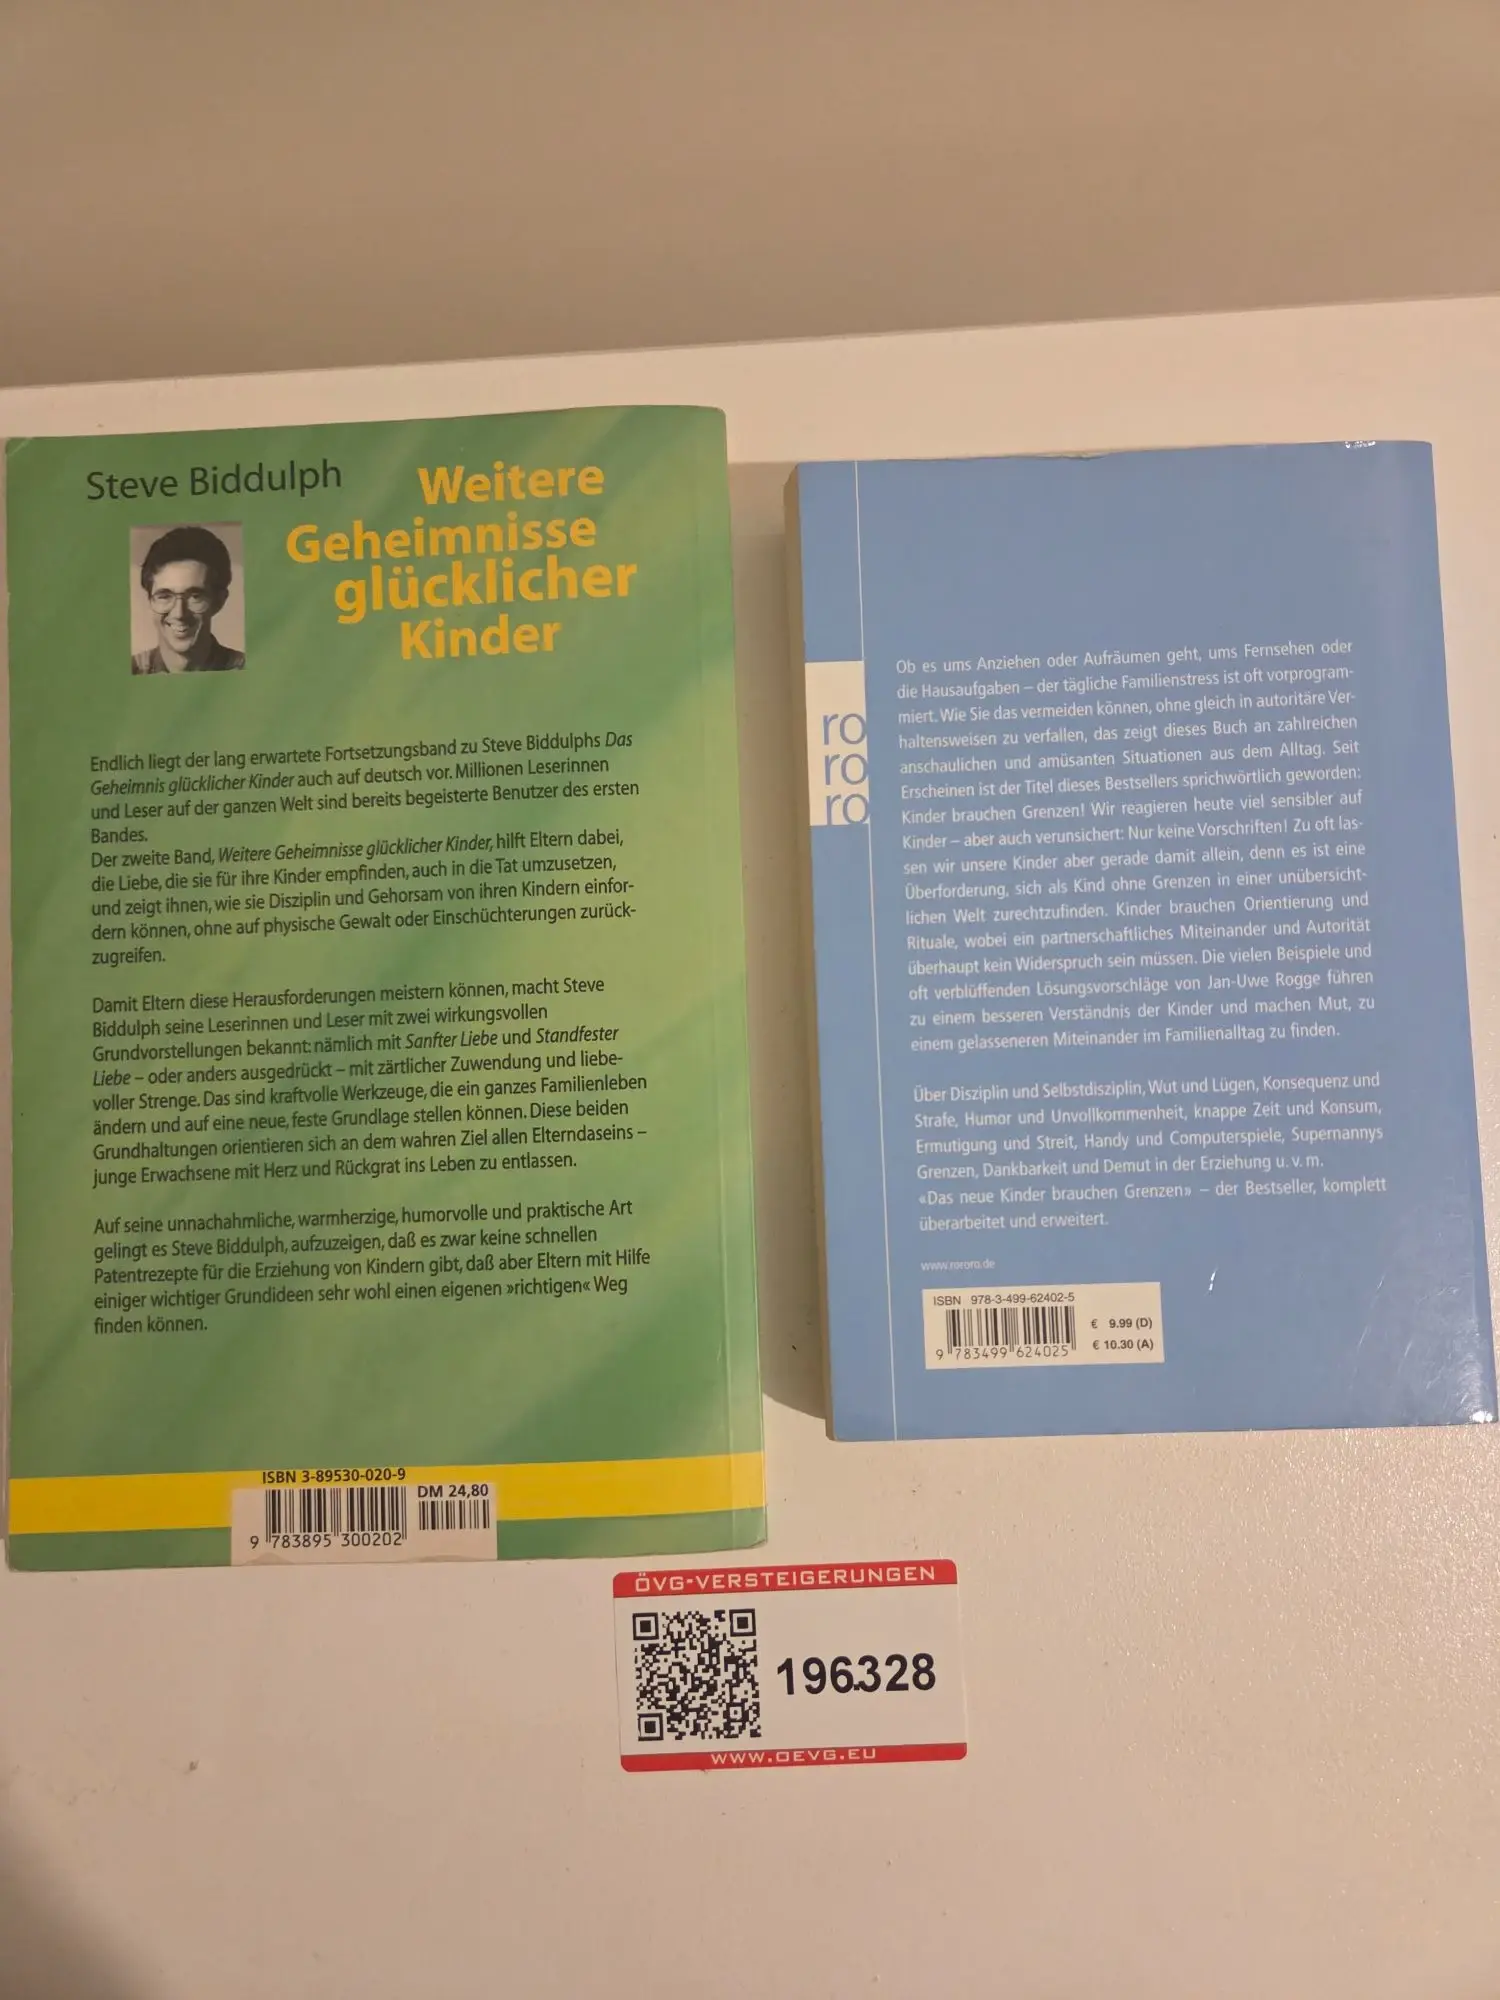 Steve Biddulph
Weitere
Geheimnisse
glücklicher
Kinder
Endlich liegt der lang erwartete Fortsetzungsband zu Steve Biddulphs Das
Geheimnis glücklicher Kinder auch auf deutsch vor. Millionen Leserinnen
und Leser auf der ganzen Welt sind bereits begeisterte Benutzer des ersten
Bandes.
Der zweite Band, Weitere Geheimnisse glücklicher Kinder, hilft Eltern dabei,
die Liebe, die sie für ihre Kinder empfinden, auch in die Tat umzusetzen,
und zeigt ihnen, wie sie Disziplin und Gehorsam von ihren Kindern einfor-
dern können, ohne auf physische Gewalt oder Einschüchterungen zurück-
zugreifen.
Damit Eltern diese Herausforderungen meistern können, macht Steve
Biddulph seine Leserinnen und Leser mit zwei wirkungsvollen
Grundvorstellungen bekannt: nämlich mit Sanfter Liebe und Standfester
Liebe – oder anders ausgedrückt – mit zärtlicher Zuwendung und liebe-
voller Strenge. Das sind kraftvolle Werkzeuge, die ein ganzes Familienleben
ändern und auf eine neue, feste Grundlage stellen können. Diese beiden
Grundhaltungen orientieren sich an dem wahren Ziel allen Elterndaseins –
junge Erwachsene mit Herz und Rückgrat ins Leben zu entlassen.
Auf seine unnachahmliche, warmherzige, humorvolle und praktische Art
gelingt es Steve Biddulph, aufzuzeigen, daß es zwar keine schnellen
Patentrezepte für die Erziehung von Kindern gibt, daß aber Eltern mit Hilfe
einiger wichtiger Grundideen sehr wohl einen eigenen »richtigen« Weg
finden können.
ISBN 3-89530-020-9
DM 24,80
9 783895 300202
ro
ro
ro
Ob es ums Anziehen oder Aufräumen geht, ums Fernsehen oder
die Hausaufgaben – der tägliche Familienstress ist oft vorprogram-
miert. Wie Sie das vermeiden können, ohne gleich in autoritäre Ver-
haltensweisen zu verfallen, das zeigt dieses Buch an zahlreichen
anschaulichen und amüsanten Situationen aus dem Alltag. Seit
Erscheinen ist der Titel dieses Bestsellers sprichwörtlich geworden:
Kinder brauchen Grenzen! Wir reagieren heute viel sensibler auf
Kinder – aber auch verunsichert: Nur keine Vorschriften! Zu oft las-
sen wir unsere Kinder aber gerade damit allein, denn es ist eine
Überforderung, sich als Kind ohne Grenzen in einer unübersicht-
lichen Welt zurechtzufinden. Kinder brauchen Orientierung und
Rituale, wobei ein partnerschaftliches Miteinander und Autorität
überhaupt kein Widerspruch sein müssen. Die vielen Beispiele und
oft verblüffenden Lösungsvorschläge von Jan-Uwe Rogge führen
zu einem besseren Verständnis der Kinder und machen Mut, zu
einem gelasseneren Miteinander im Familienalltag zu finden.
Über Disziplin und Selbstdisziplin, Wut und Lügen, Konsequenz und
Strafe, Humor und Unvollkommenheit, knappe Zeit und Konsum,
Ermutigung und Streit, Handy und Computerspiele, Supernannys
Grenzen, Dankbarkeit und Demut in der Erziehung u. v. m.
«Das neue Kinder brauchen Grenzen» – der Bestseller, komplett
überarbeitet und erweitert.
www.rororo.de
ISBN 978-3-499-62402-5
€ 9.99 (D)
€ 10.30 (A)
9 783499 624025
ÖVG-VERSTEIGERUNGEN
196.328
WWW.OEVG.EU